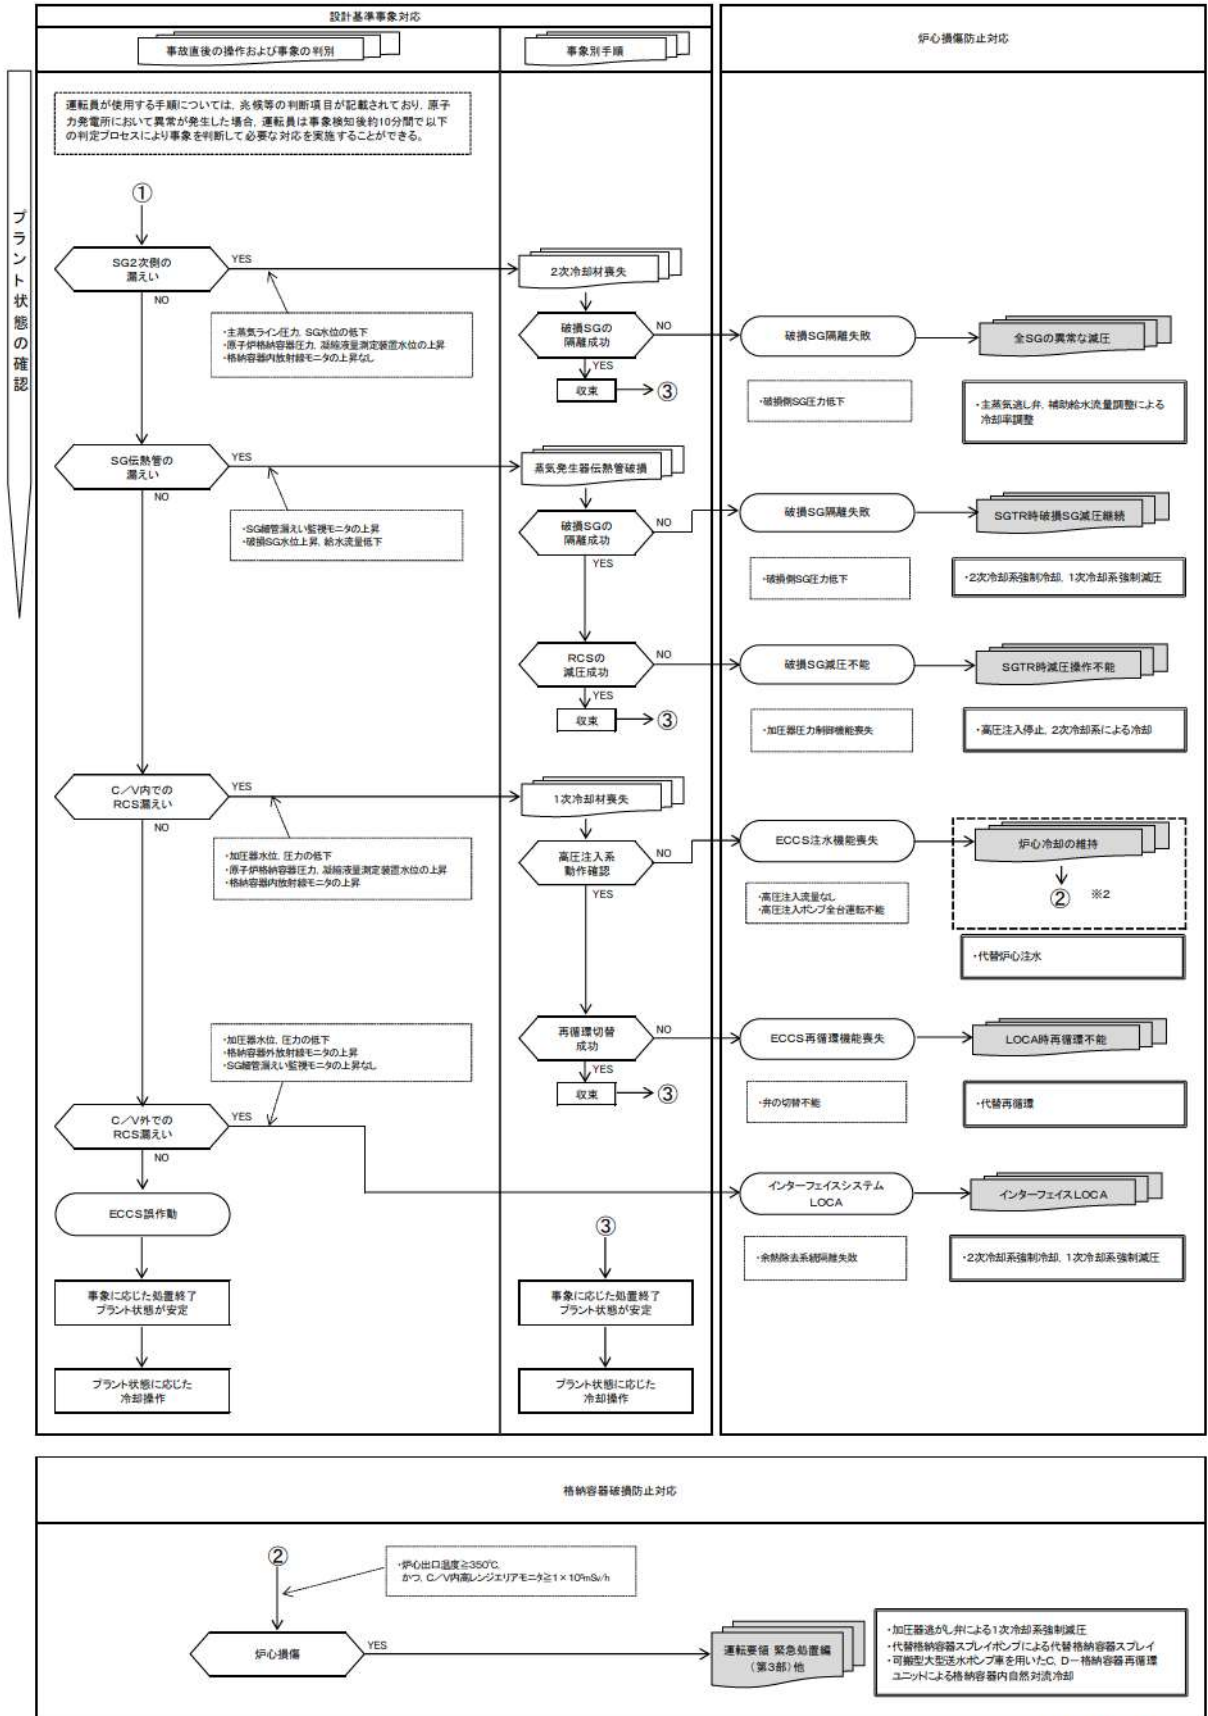 設計基準事象対応
事故直後の操作および事象の判別
事象別手順
炉心損傷防止対応
プラント状態の確認
運転員が使用する手順については，兆候等の判断項目が記載されており，原子
力発電所において異常が発生した場合，運転員は事象検知後約10分間で以下
の判定プロセスにより事象を判断して必要な対応を実施することができる。
①
SG2次側の
漏えい
YES
NO
・主蒸気ライン圧力，SG水位の低下
・原子炉格納容器圧力，凝縮液量測定装置水位の上昇
・格納容器内放射線モニタの上昇なし
2次冷却材喪失
破損SGの
隔離成功
NO
YES
収束
③
破損SG隔離失敗
・破損側SG圧力低下
全SGの異常な減圧
・主蒸気逃し弁，補助給水流量調整による
冷却率調整
SG伝熱管の
漏えい
YES
NO
・SG細管漏えい監視モニタの上昇
・破損SG水位上昇，給水流量低下
蒸気発生器伝熱管破損
破損SGの
隔離成功
NO
YES
破損SG隔離失敗
・破損側SG圧力低下
SGTR時破損SG減圧継続
・2次冷却系強制冷却，1次冷却系強制減圧
RCSの
減圧成功
NO
YES
収束
③
破損SG減圧不能
・加圧器圧力制御機能喪失
SGTR時減圧操作不能
・高圧注入停止，2次冷却系による冷却
C／V内での
RCS漏えい
YES
NO
・加圧器水位，圧力の低下
・原子炉格納容器圧力，凝縮液量測定装置水位の上昇
・格納容器内放射線モニタの上昇
1次冷却材喪失
高圧注入系
動作確認
NO
YES
ECCS注水機能喪失
・高圧注入流量なし
・高圧注入ポンプ全台運転不能
炉心冷却の維持
② ※2
・代替炉心注水
・加圧器水位，圧力の低下
・格納容器外放射線モニタの上昇
・SG細管漏えい監視モニタの上昇なし
再循環切替
成功
NO
YES
収束
③
ECCS再循環機能喪失
・弁の切替不能
LOCA時再循環不能
・代替再循環
C／V外での
RCS漏えい
YES
NO
インターフェイスシステム
LOCA
・余熱除去系統隔離失敗
インターフェイスLOCA
・2次冷却系強制冷却，1次冷却系強制減圧
ECCS誤作動
事象に応じた処置終了
プラント状態が安定
プラント状態に応じた
冷却操作
③
事象に応じた処置終了
プラント状態が安定
プラント状態に応じた
冷却操作
格納容器破損防止対応
②
・炉心出口温度≧350℃，
かつ，C／V内高レンジエリアモニタ≧1×10⁵mSv/h
炉心損傷
YES
運転要領 緊急処置編
（第3部）他
・加圧器逃がし弁による1次冷却系強制減圧
・代替格納容器スプレイポンプによる代替格納容器スプレイ
・可搬型大型送水ポンプ車を用いたC，D－格納容器再循環
ユニットによる格納容器内自然対流冷却